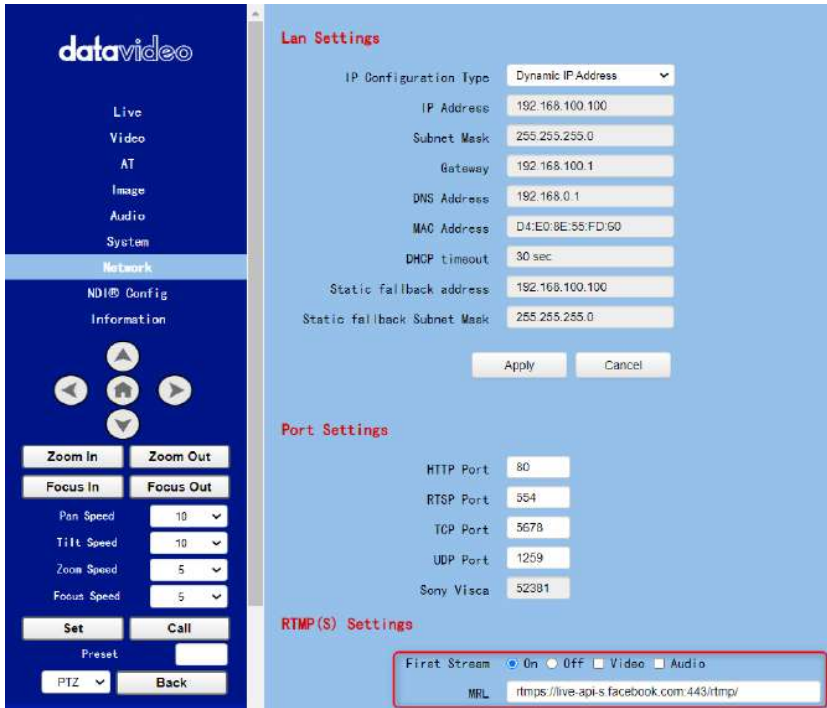 datavideo
Live
Video
AT
Image
Audio
System
Network
NDI® Config
Information
Zoom In Zoom Out
Focus In Focus Out
Pan Speed 10
Tilt Speed 10
Zoom Speed 5
Focus Speed 5
Set Call
Preset
PTZ Back
Lan Settings
IP Configuration Type Dynamic IP Address
IP Address 192.168.100.100
Subnet Mask 255.255.255.0
Gateway 192.168.100.1
DNS Address 192.168.0.1
MAC Address D4:E0:8E:55:FD:60
DHCP timeout 30 sec
Static fallback address 192.168.100.100
Static fallback Subnet Mask 255.255.255.0
Apply Cancel
Port Settings
HTTP Port 80
RTSP Port 554
TCP Port 5678
UDP Port 1259
Sony Visca 52381
RTMP(S) Settings
First Stream On Off Video Audio
MRL rtmps://live-api-s.facebook.com:443/rtmp/